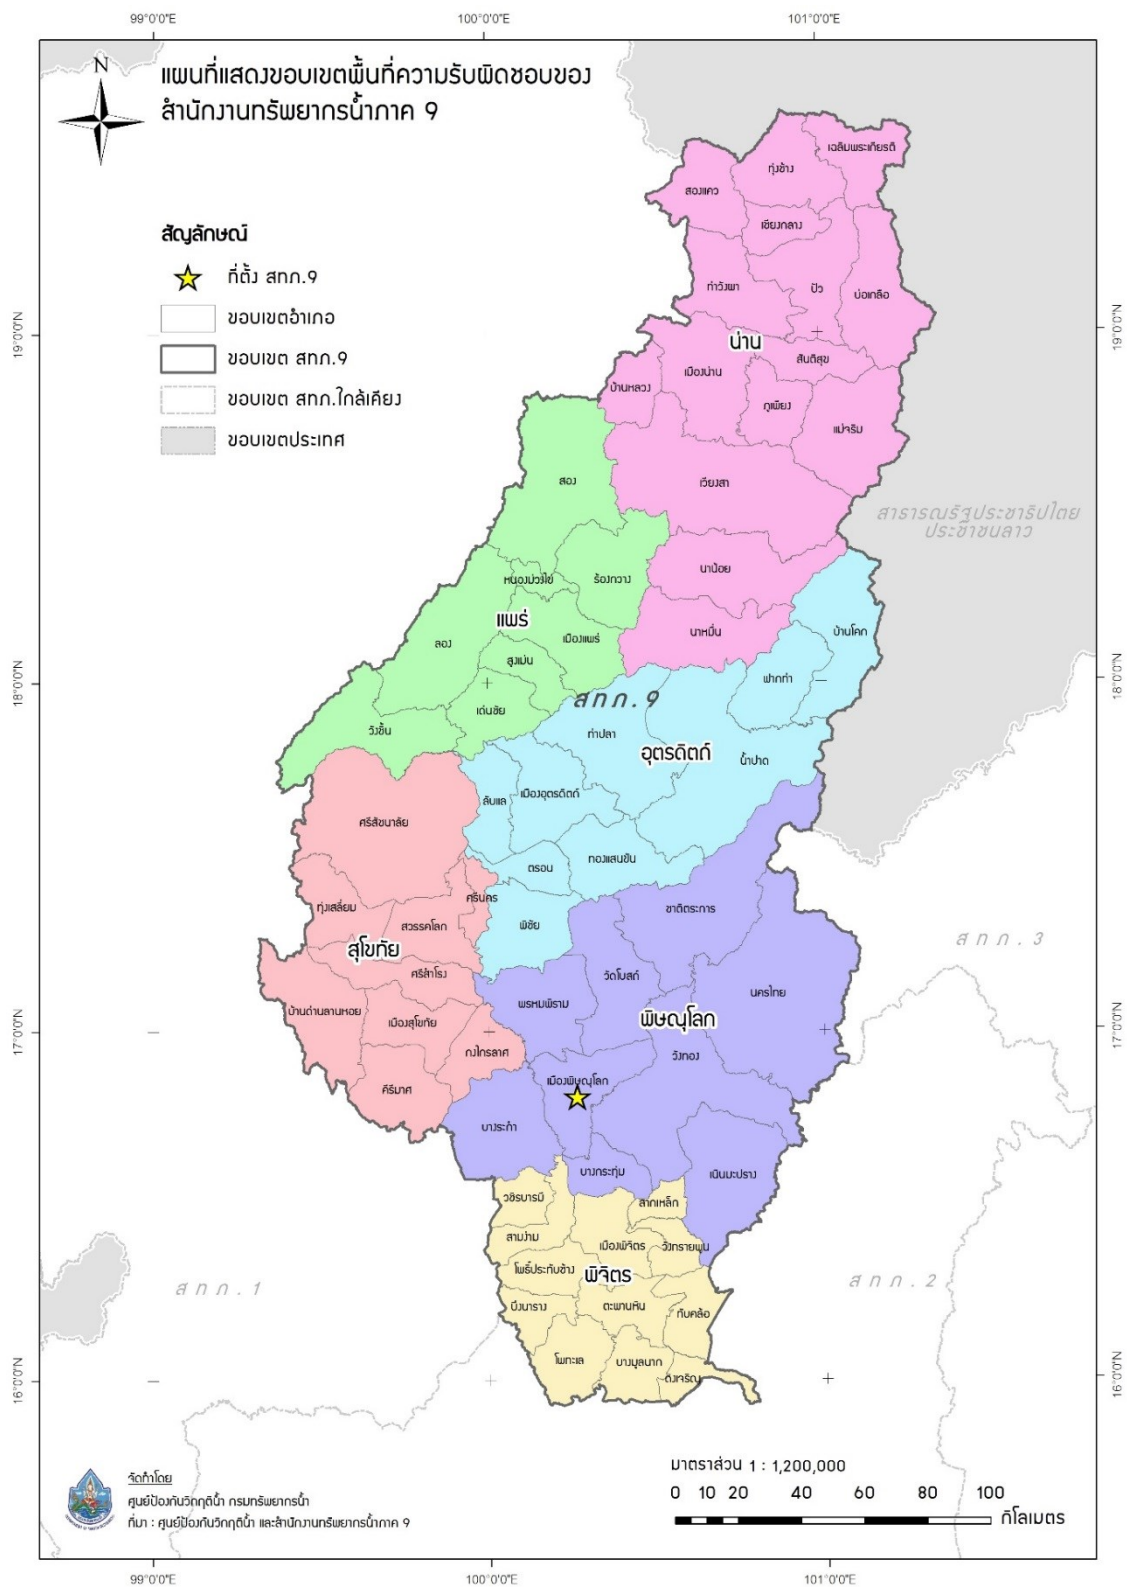 99°0'0"E
100°0'0"E
101°0'0"E
N
แผนที่แสดงขอบเขตพื้นที่ความรับผิดชอบของ
สำนักงานทรัพยากรน้ำภาค 9
สัญลักษณ์
ที่ตั้ง สทภ.9
ขอบเขตอำเภอ
ขอบเขต สทภ.9
ขอบเขต สทภ.ใกล้เคียง
ขอบเขตประเทศ
19°0'0"N
19°0'0"N
18°0'0"N
18°0'0"N
17°0'0"N
17°0'0"N
16°0'0"N
16°0'0"N
เฉลิมพระเกียรติ
ทุ่งช้าง
สองแคว
เชียงกลาง
ท่าวังผา
ปัว
บ่อเกลือ
น่าน
สันติสุข
บ้านหลวง
เมืองน่าน
ภูเพียง
แม่จริม
เวียงสา
นาน้อย
นาหมื่น
สอง
หนองม่วงไข่
ร้องกวาง
แพร่
ลอง
เมืองแพร่
สูงเม่น
เด่นชัย
วังชิ้น
สาธารณรัฐประชาธิปไตย
ประชาชนลาว
บ้านโคก
ฟากท่า
สทภ.9
ท่าปลา
อุตรดิตถ์
น้ำปาด
ลับแล
เมืองอุตรดิตถ์
ตรอน
ทองแสนขัน
พิชัย
ศรีสัชนาลัย
ทุ่งเสลี่ยม
สวรรคโลก
ศรีนคร
สุโขทัย
ศรีสำโรง
บ้านด่านลานหอย
เมืองสุโขทัย
กงไกรลาศ
คีรีมาศ
ชาติตระการ
วัดโบสถ์
พรหมพิราม
นครไทย
พิษณุโลก
วังทอง
เมืองพิษณุโลก
บางระกำ
บางกระทุ่ม
เนินมะปราง
สทภ.3
วชิรบารมี
สากเหล็ก
สามง่าม
เมืองพิจิตร
วังทรายพูน
โพธิ์ประทับช้าง
พิจิตร
บึงนาราง
ตะพานหิน
ทับคล้อ
โพทะเล
บางมูลนาก
ดงเจริญ
สทภ.1
สทภ.2
จัดทำโดย
ศูนย์ป้องกันวิกฤติน้ำ กรมทรัพยากรน้ำ
ที่มา : ศูนย์ป้องกันวิกฤติน้ำ และสำนักงานทรัพยากรน้ำภาค 9
มาตราส่วน 1 : 1,200,000
0 10 20 40 60 80 100
กิโลเมตร
99°0'0"E
100°0'0"E
101°0'0"E